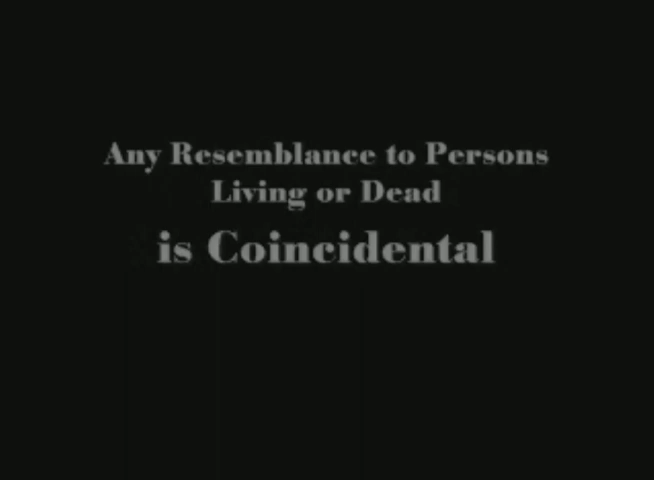 Any Resemblance to Persons
Living or Dead
is Coincidental